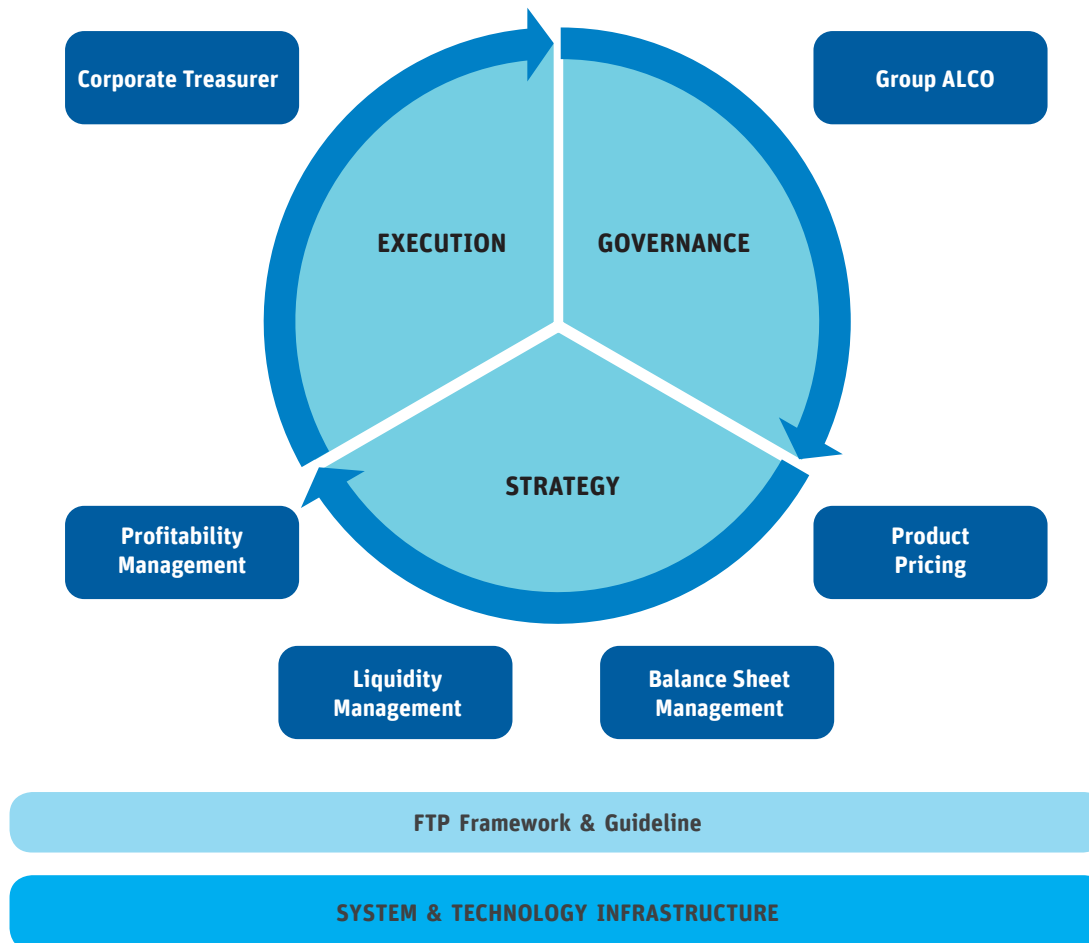 Corporate Treasurer
Group ALCO
EXECUTION
GOVERNANCE
STRATEGY
Profitability
Management
Product
Pricing
Liquidity
Management
Balance Sheet
Management
FTP Framework & Guideline
SYSTEM & TECHNOLOGY INFRASTRUCTURE